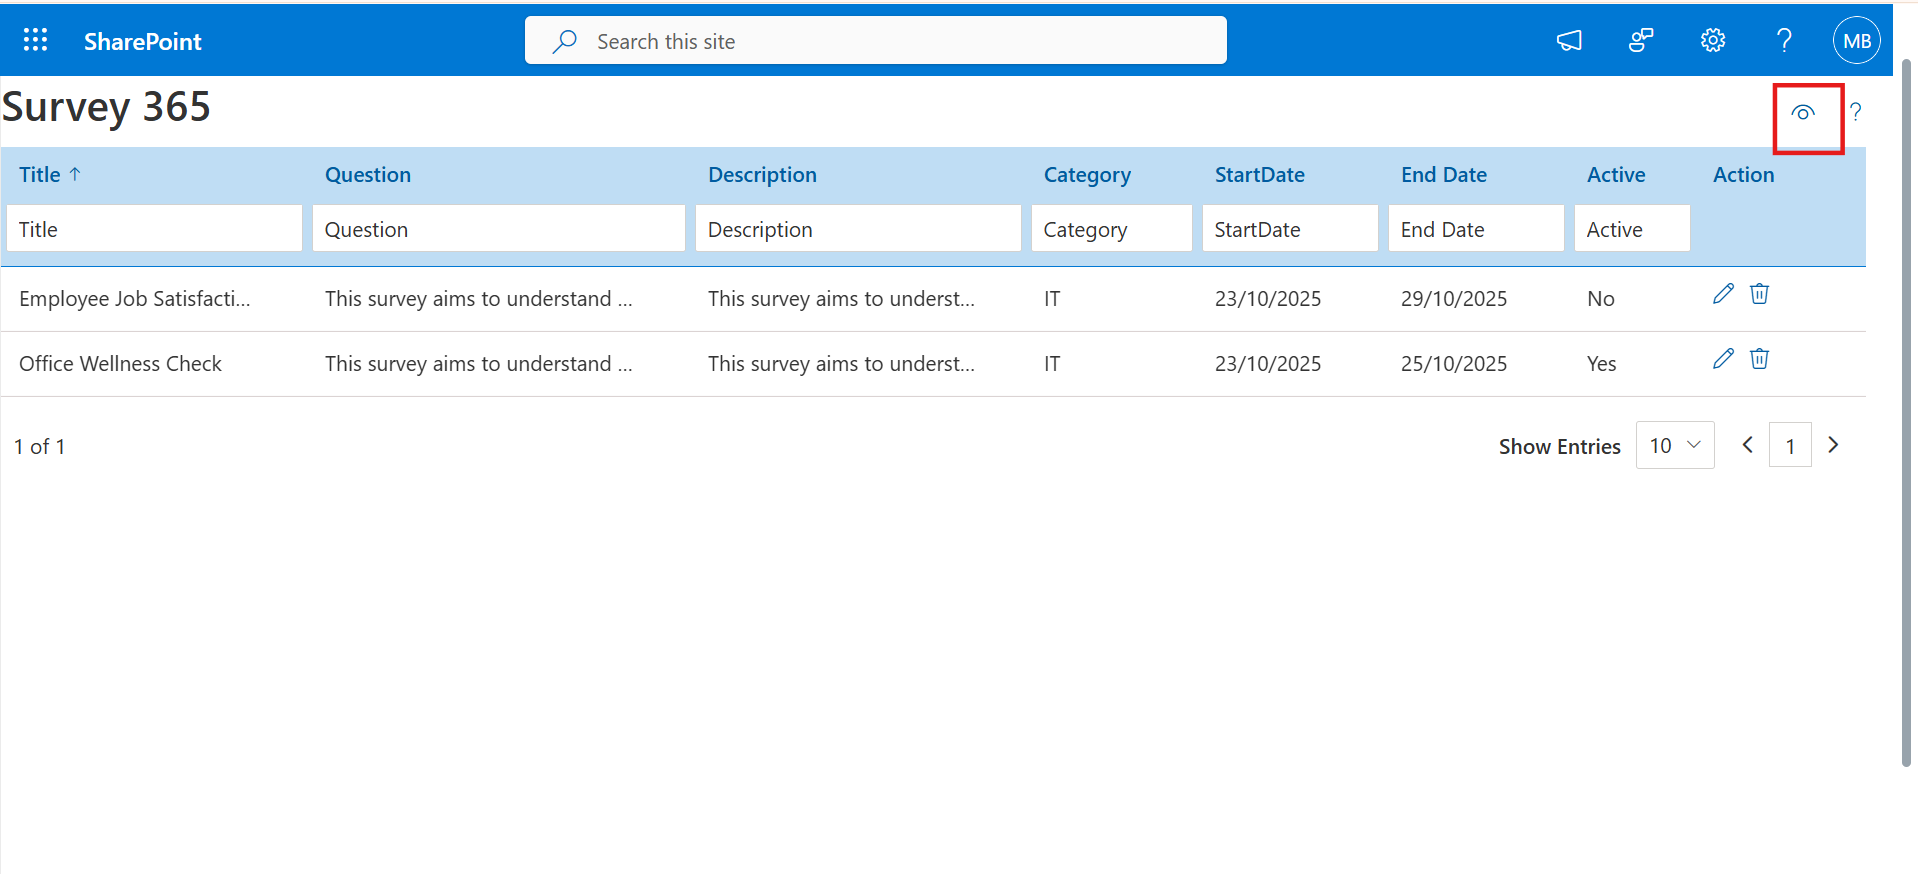 SharePoint Search this site ? MB
Survey 365 ?
Title ↑ Question Description Category StartDate End Date Active Action
Title Question Description Category StartDate End Date Active
Employee Job Satisfacti... This survey aims to understand ... This survey aims to underst... IT 23/10/2025 29/10/2025 No
Office Wellness Check This survey aims to understand ... This survey aims to underst... IT 23/10/2025 25/10/2025 Yes
1 of 1 Show Entries 10 1